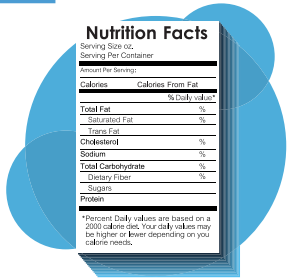 Nutrition Facts
Serving Size oz.
Serving Per Container
Amount Per Serving:
Calories Calories From Fat
% Daily value*
Total Fat %
Saturated Fat %
Trans Fat
Cholesterol %
Sodium %
Total Carbohydrate %
Dietary Fiber %
Sugars
Protein
*Percent Daily values are based on a
2000 calorie diet. Your daily values may
be higher or lower depending on you
calorie needs.